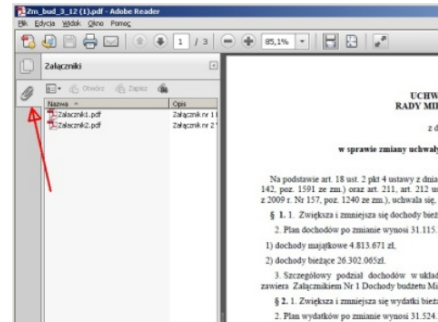 Zm_bud_3_12 (1).pdf - Adobe Reader
Plik Edycja Widok Okno Pomoc
1 / 3
85,1%
Załączniki
Otwórz Zapisz
Nazwa Opis
Zalacznik1.pdf Załącznik nr 1
Zalacznik2.pdf Załącznik nr 2
UCHW
RADY MI
z d
w sprawie zmiany uchwały
Na podstawie art. 18 ust. 2 pkt 4 ustawy z dnia
142, poz. 1591 ze zm.) oraz art. 211, art. 212 us
z 2009 r. Nr 157, poz. 1240 ze zm.), uchwala się,
§ 1. 1. Zwiększa i zmniejsza się dochody bież
2. Plan dochodów po zmianie wynosi 31.115.
1) dochody majątkowe 4.813.671 zł,
2) dochody bieżące 26.302.065zł.
3. Szczegółowy podział dochodów w układ
zawiera Załącznikiem Nr 1 Dochody budżetu Mi
§ 2. 1. Zwiększa i zmniejsza się wydatki bież
2. Plan wydatków po zmianie wynosi 31.524.